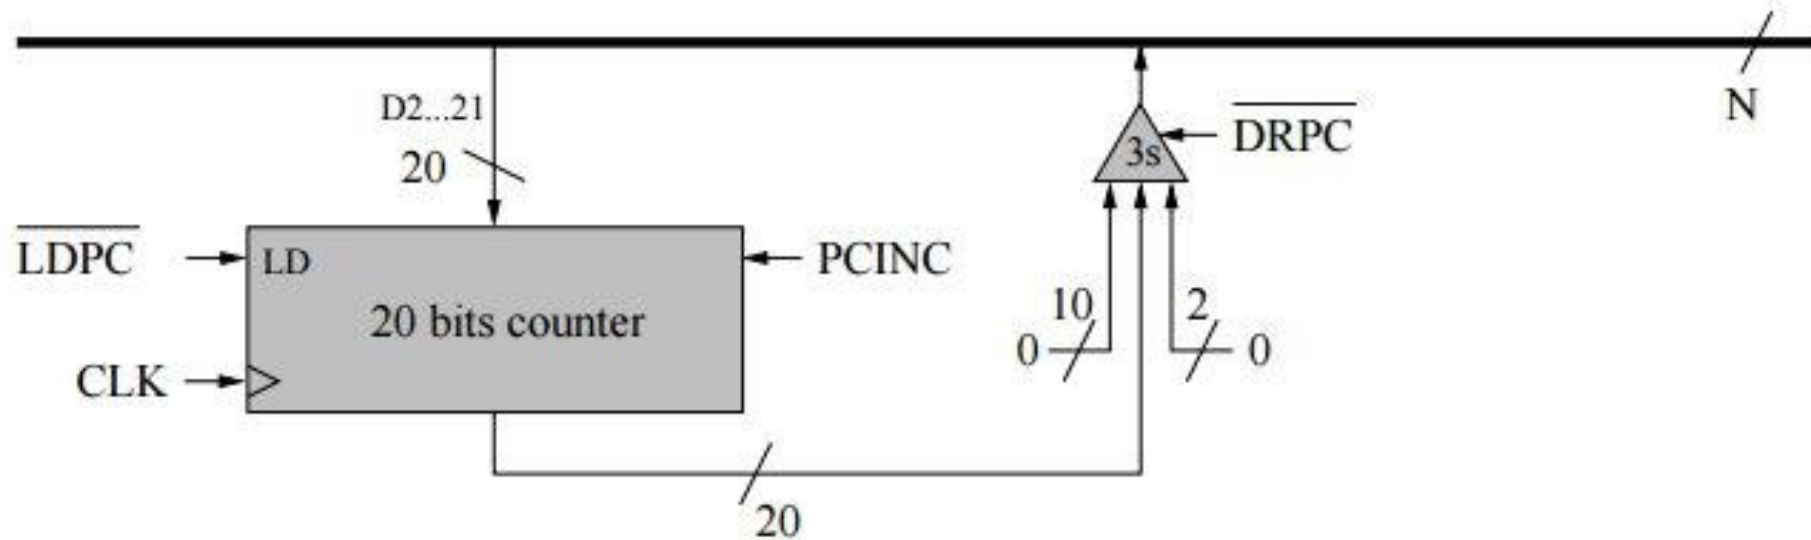 D2...21
20
3s
DRPC
N
LDPC
LD
PCINC
20 bits counter
10
2
0
0
CLK
20